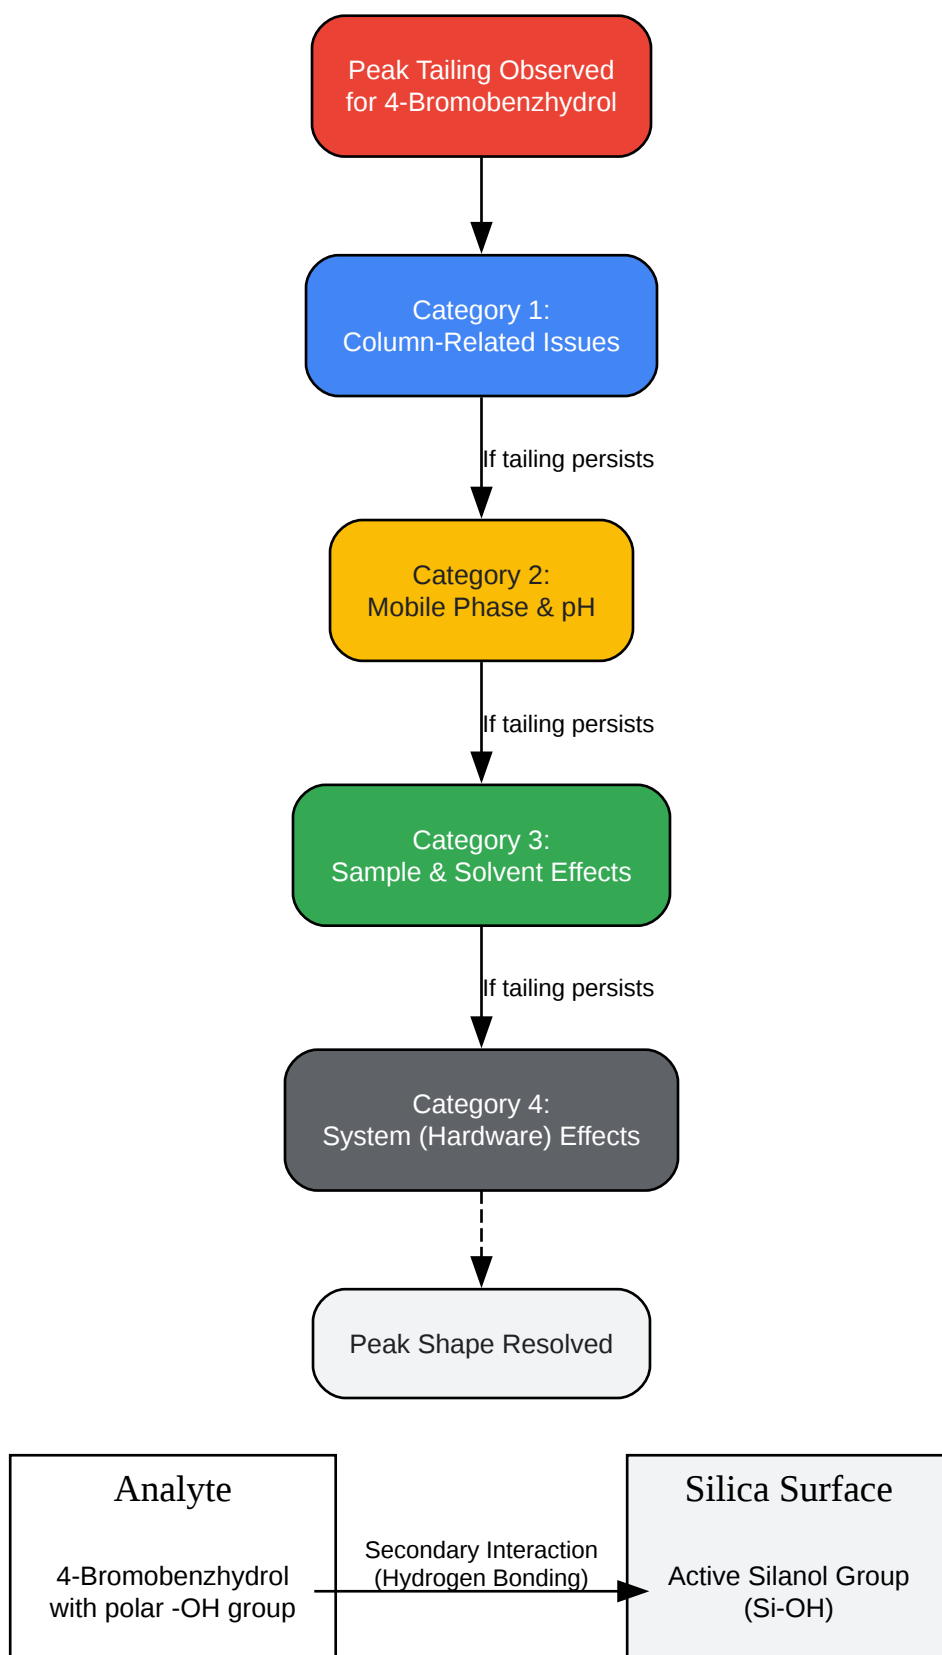 Peak Tailing Observed
for 4-Bromobenzhydrol
Category 1:
Column-Related Issues
If tailing persists
Category 2:
Mobile Phase & pH
If tailing persists
Category 3:
Sample & Solvent Effects
If tailing persists
Category 4:
System (Hardware) Effects
Peak Shape Resolved
Analyte
4-Bromobenzhydrol
with polar -OH group
Secondary Interaction
(Hydrogen Bonding)
Silica Surface
Active Silanol Group
(Si-OH)